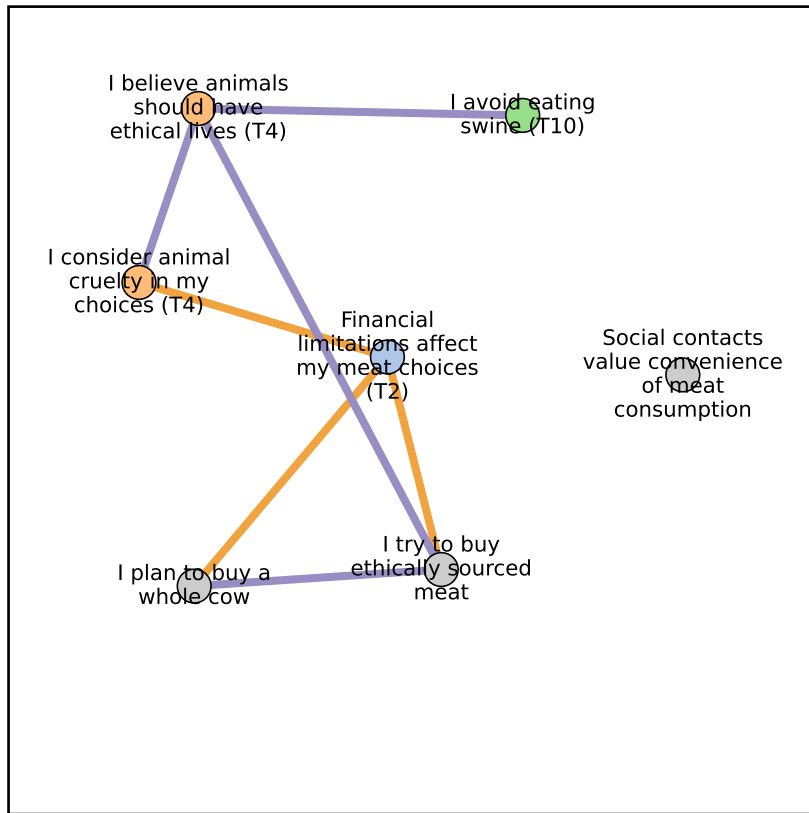 I believe animals
should have
ethical lives (T4)
I avoid eating
swine (T10)
I consider animal
cruelty in my
choices (T4)
Financial
limitations affect
my meat choices
(T2)
Social contacts
value convenience
of meat
consumption
I plan to buy a
whole cow
I try to buy
ethically sourced
meat